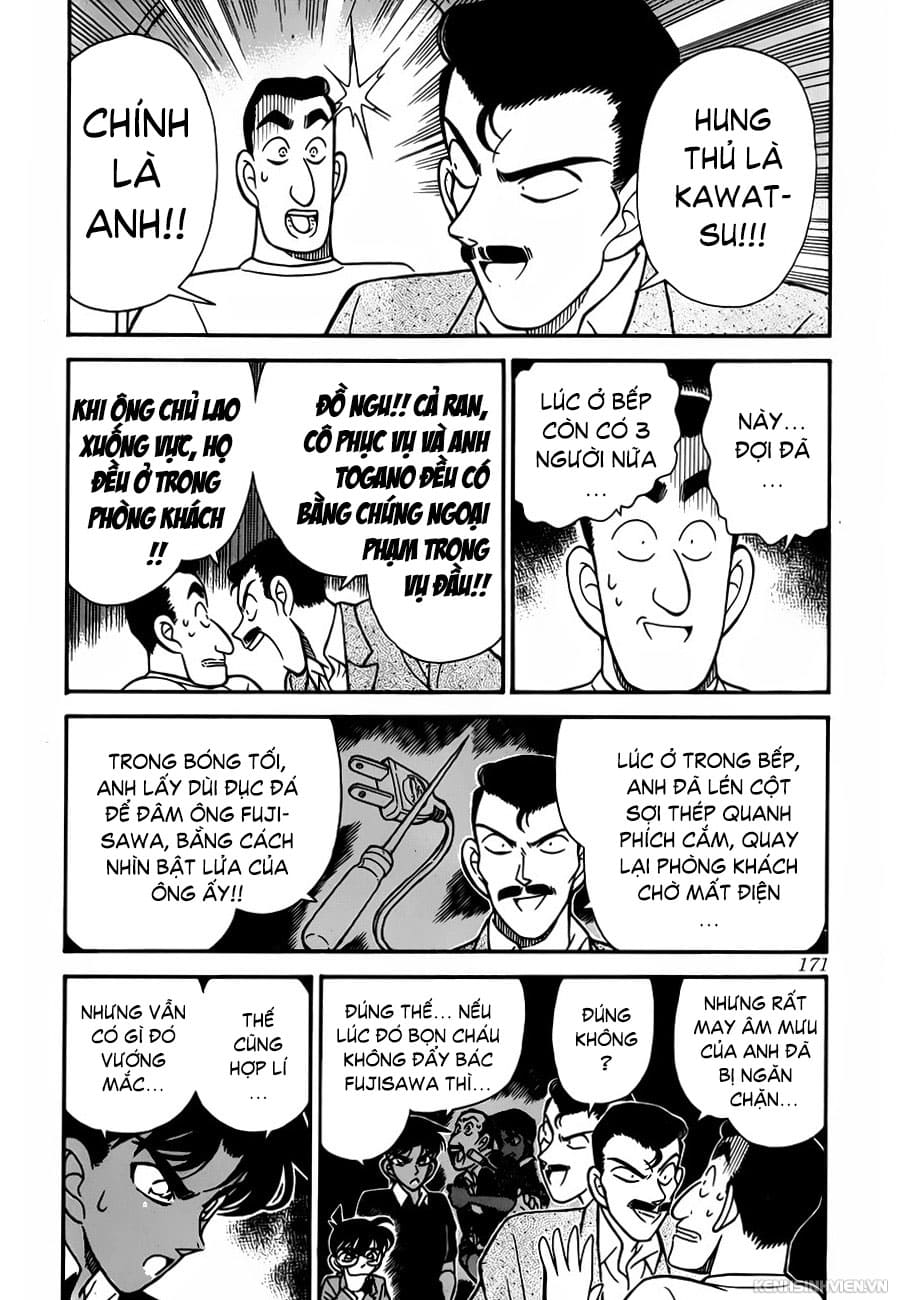 HUNG
THỦ LÀ
KAWAT-
SU!!!
CHÍNH
LÀ
ANH!!
NÀY...
ĐỢI ĐÃ
...
LÚC Ở BẾP
CÒN CÓ 3
NGƯỜI NỮA
...
ĐỒ NGU!! CẢ RAN,
CÔ PHỤC VỤ VÀ ANH
TOGANO ĐỀU CÓ
BẰNG CHỨNG NGOẠI
PHẠM TRONG
VỤ ĐẦU!!
KHI ÔNG CHỦ LAO
XUỐNG VỰC, HỌ
ĐỀU Ở TRONG
PHÒNG KHÁCH
!!
LÚC Ở TRONG BẾP,
ANH ĐÃ LÉN CỘT
SỢI THÉP QUANH
PHÍCH CẮM, QUAY
LẠI PHÒNG KHÁCH
CHỜ MẤT ĐIỆN
...
TRONG BÓNG TỐI,
ANH LẤY DÙI ĐỤC ĐÁ
ĐỂ ĐÂM ÔNG FUJI-
SAWA, BẰNG CÁCH
NHÌN BẬT LỬA CỦA
ÔNG ẤY!!
171
NHƯNG RẤT
MAY ÂM MƯU
CỦA ANH ĐÃ
BỊ NGĂN
CHẶN...
ĐÚNG
KHÔNG
?
ĐÚNG THẾ... NẾU
LÚC ĐÓ BỌN CHÁU
KHÔNG ĐẨY BÁC
FUJISAWA THÌ...
THẾ
CŨNG
HỢP LÍ
...
NHƯNG VẪN
CÓ GÌ ĐÓ
VƯỚNG
MẮC...
KENHSINHVIEN.VN